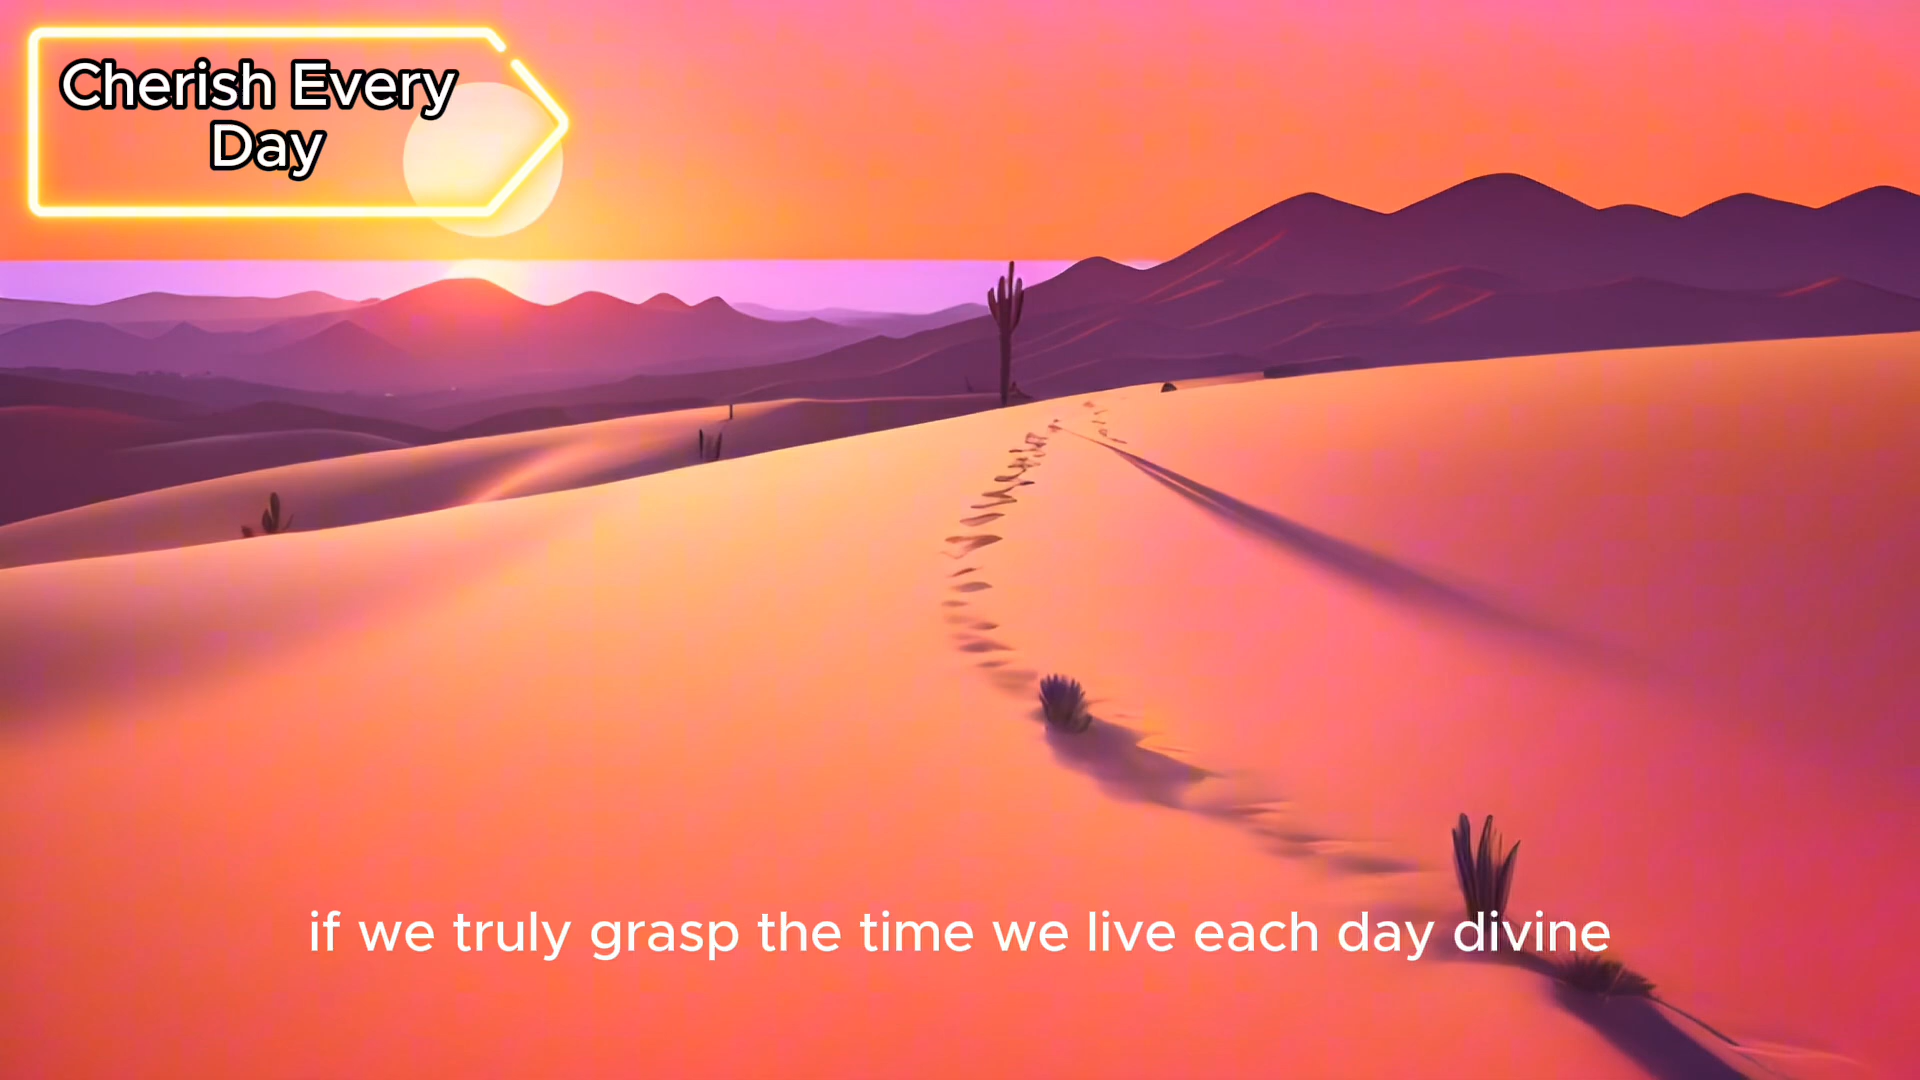 Cherish Every
Day
if we truly grasp the time we live each day divine